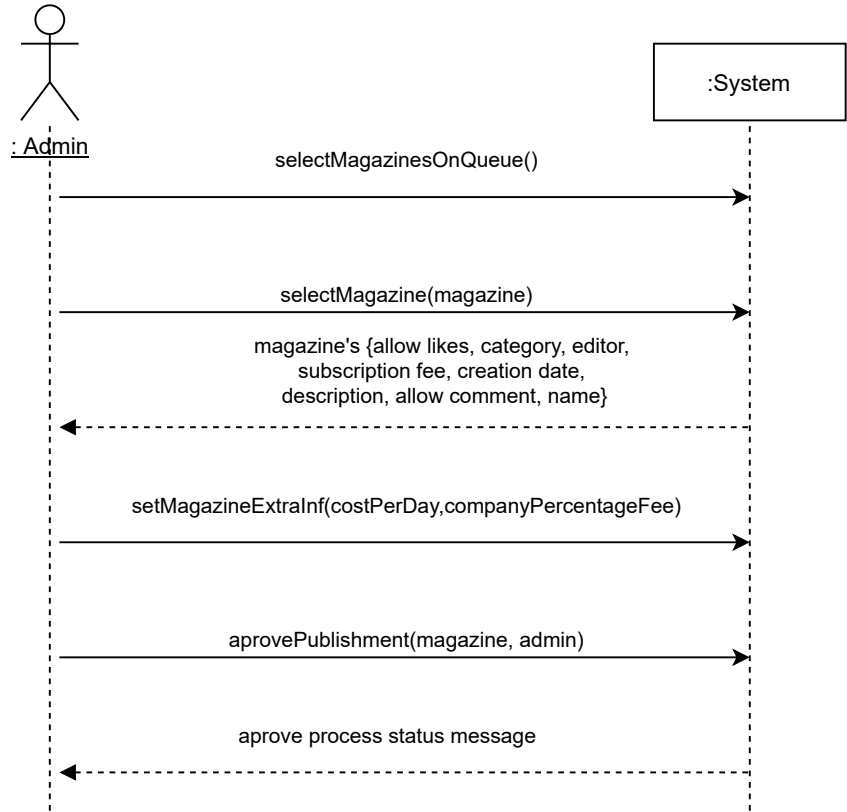 :System
: Admin
selectMagazinesOnQueue()
selectMagazine(magazine)
magazine's {allow likes, category, editor,
subscription fee, creation date,
description, allow comment, name}
setMagazineExtraInf(costPerDay,companyPercentageFee)
aprovePublishment(magazine, admin)
aprove process status message